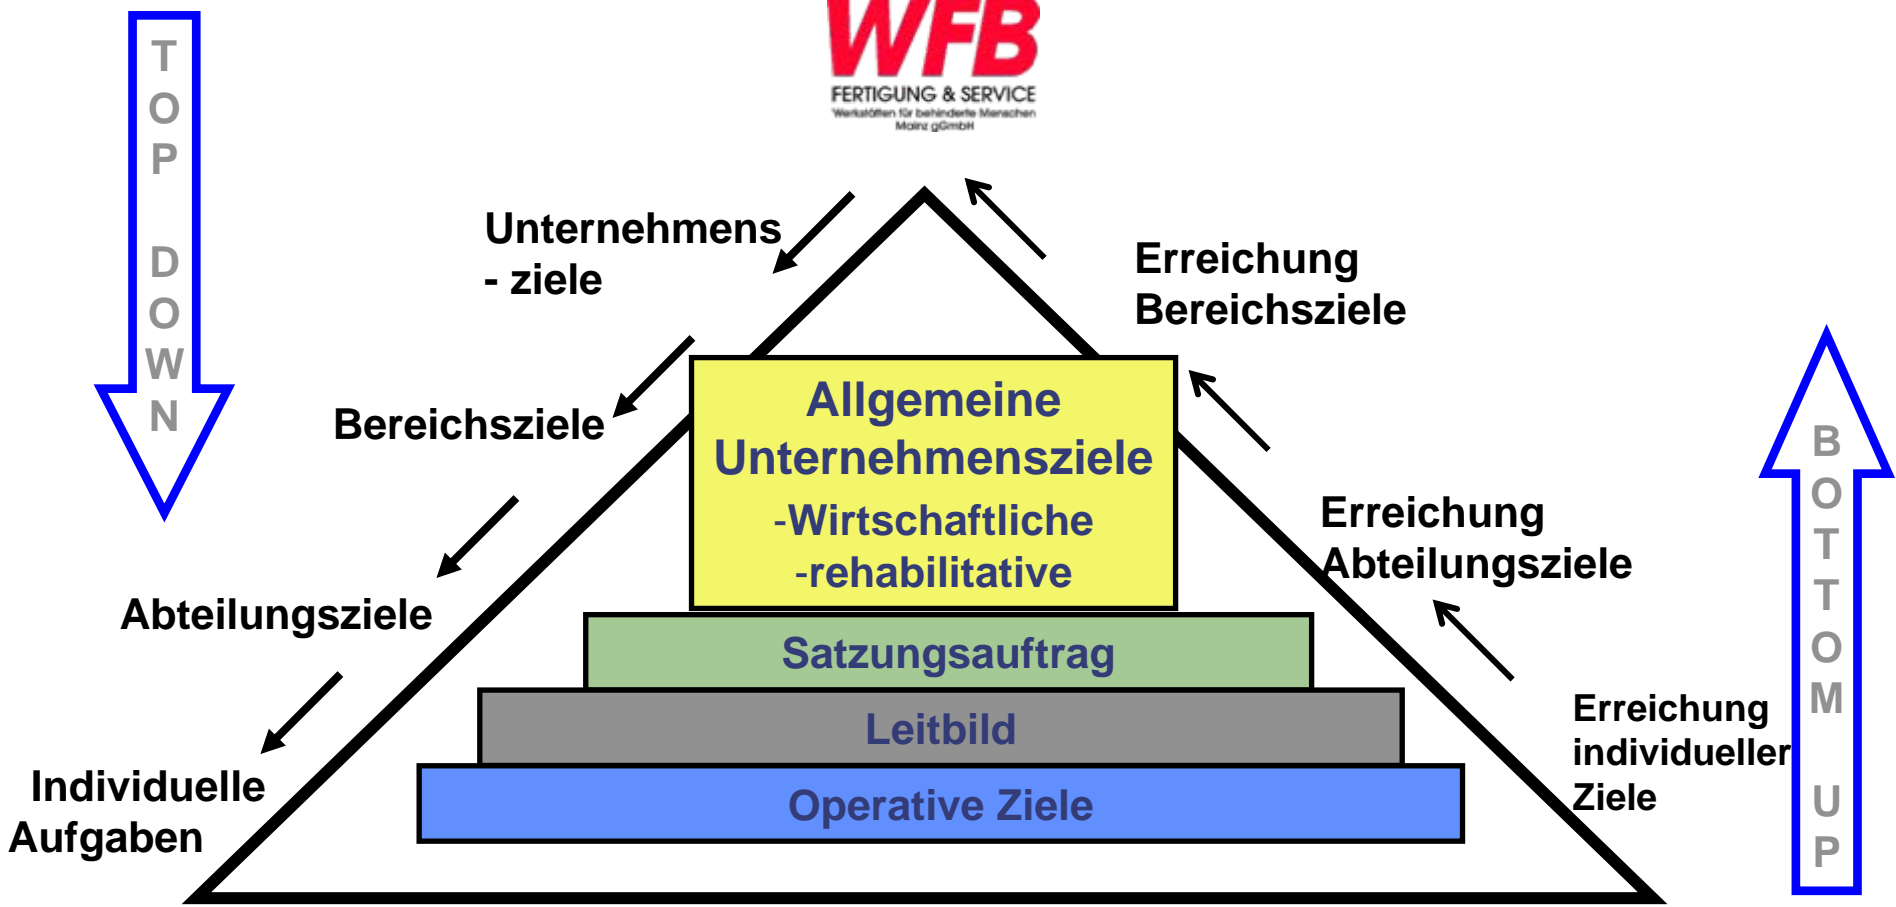 WFB
FERTIGUNG & SERVICE
Werkstätten für behinderte Menschen
Mainz gGmbH
TOP DOWN
Unternehmens
- ziele
Bereichsziele
Abteilungsziele
Individuelle
Aufgaben
Allgemeine
Unternehmensziele
-Wirtschaftliche
-rehabilitative
Satzungsauftrag
Leitbild
Operative Ziele
Erreichung
Bereichsziele
Erreichung
Abteilungsziele
Erreichung
individueller
Ziele
BOTTOM UP